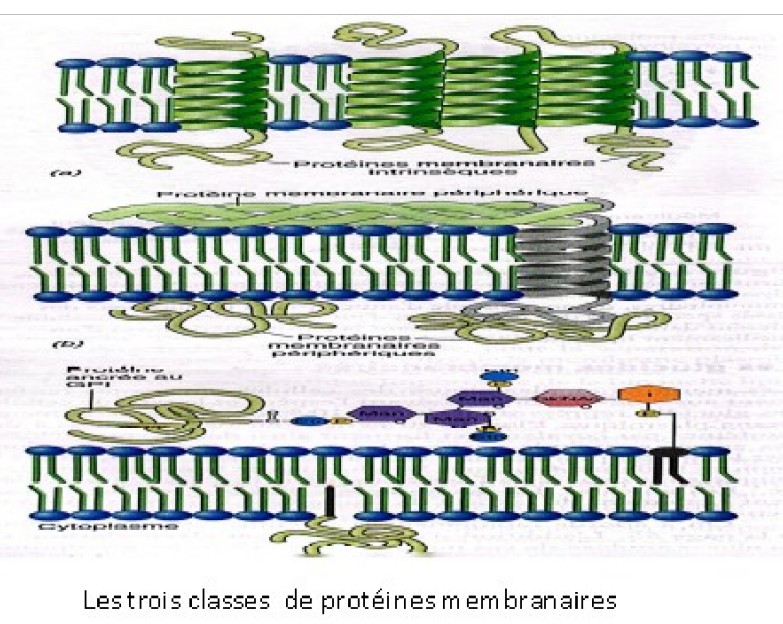 Protéines membranaires
intrinsèques
(a)
Protéine membranaire périphérique
Protéines
membranaires
périphériques
(b)
Protéine
ancrée au
GPI
Man
Man
Man
GlcNAc
I
Cytoplasme
Les trois classes de protéines membranaires